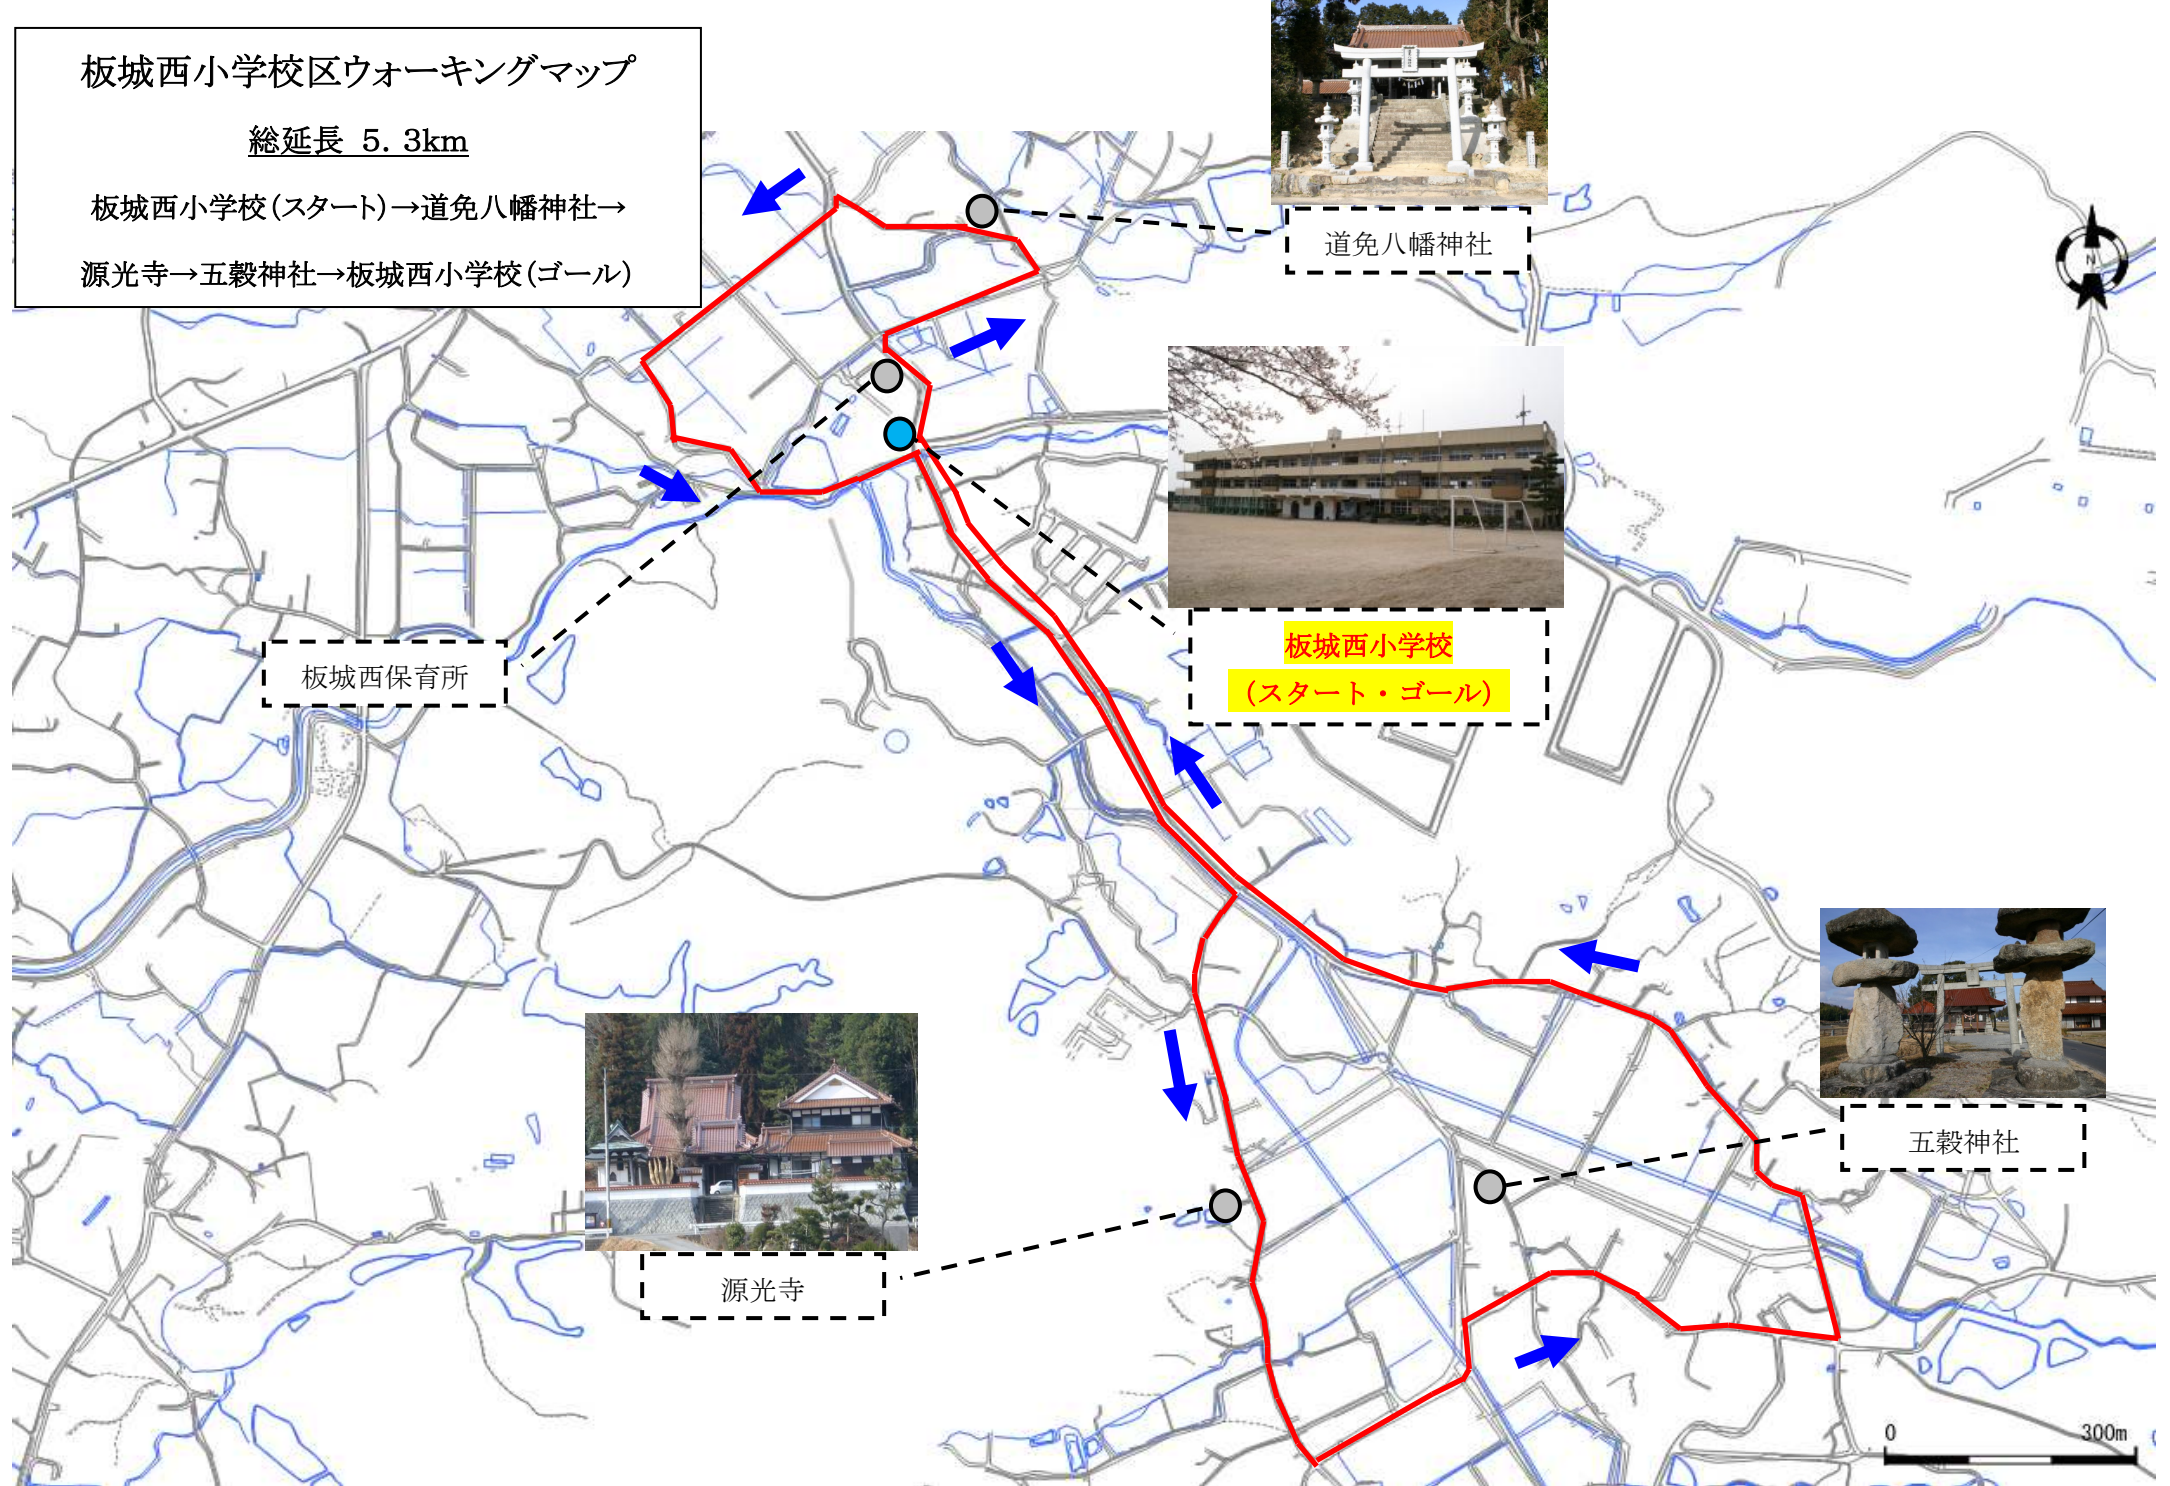 板城西小学校区ウォーキングマップ
総延長 5.3km
板城西小学校(スタート)→道免八幡神社→
源光寺→五穀神社→板城西小学校(ゴール)
道免八幡神社
N
板城西小学校
(スタート・ゴール)
板城西保育所
五穀神社
源光寺
0 300m